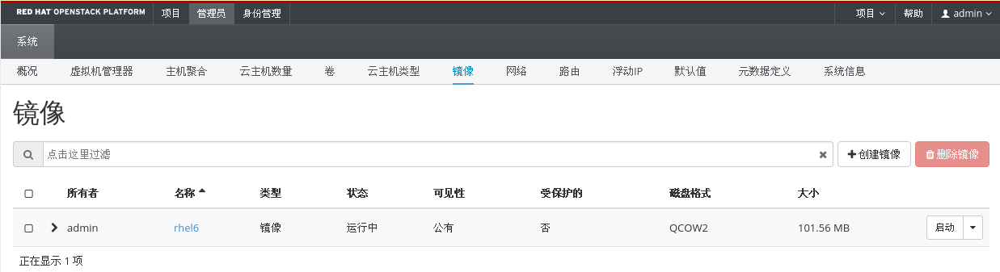 RED HAT OPENSTACK PLATFORM 项目 管理员 身份管理 项目 帮助 admin
系统
概况 虚拟机管理器 主机聚合 云主机数量 卷 云主机类型 镜像 网络 路由 浮动IP 默认值 元数据定义 系统信息
镜像
点击这里过滤 创建镜像 删除镜像
所有者 名称 类型 状态 可见性 受保护的 磁盘格式 大小
admin rhel6 镜像 运行中 公有 否 QCOW2 101.56 MB 启动
正在显示 1 项